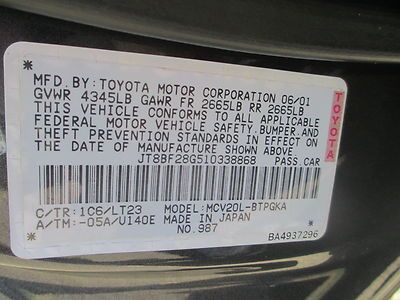 MFD.BY:TOYOTA MOTOR CORPORATION 06/01
GVWR 4345LB GAWR FR 2665LB RR 2665LB
THIS VEHICLE CONFORMS TO ALL APPLICABLE
FEDERAL MOTOR VEHICLE SAFETY,BUMPER,AND
THEFT PREVENTION STANDARDS IN EFFECT ON
THE DATE OF MANUFACTURE SHOWN ABOVE.
JT8BF28G510338868 PASS.CAR
C/TR:1C6/LT23 MODEL:MCV20L-BTPGKA
A/TM:-05A/U140E MADE IN JAPAN
NO.987
BA4937296
TOYOTA